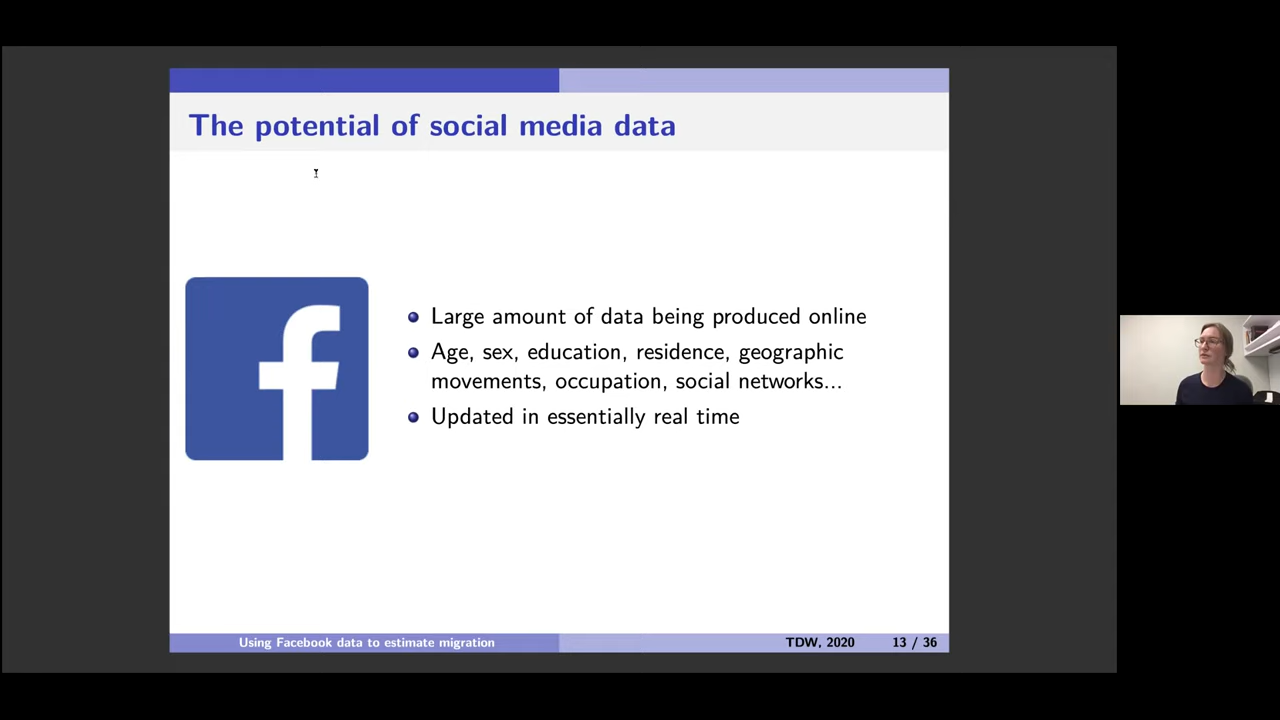 The potential of social media data
Large amount of data being produced online
Age, sex, education, residence, geographic
movements, occupation, social networks...
Updated in essentially real time
Using Facebook data to estimate migration
TDW, 2020 13 / 36